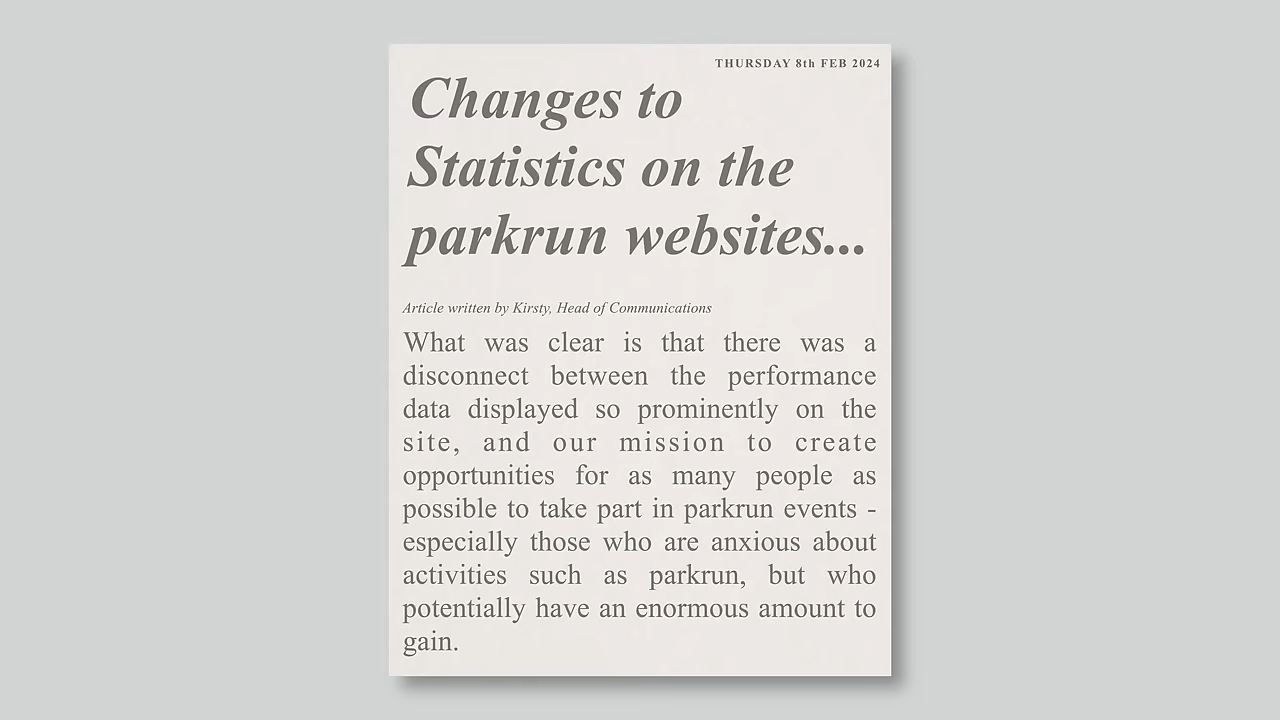 THURSDAY 8th FEB 2024
Changes to
Statistics on the
parkrun websites...
Article written by Kirsty, Head of Communications
What was clear is that there was a
disconnect between the performance
data displayed so prominently on the
site, and our mission to create
opportunities for as many people as
possible to take part in parkrun events -
especially those who are anxious about
activities such as parkrun, but who
potentially have an enormous amount to
gain.